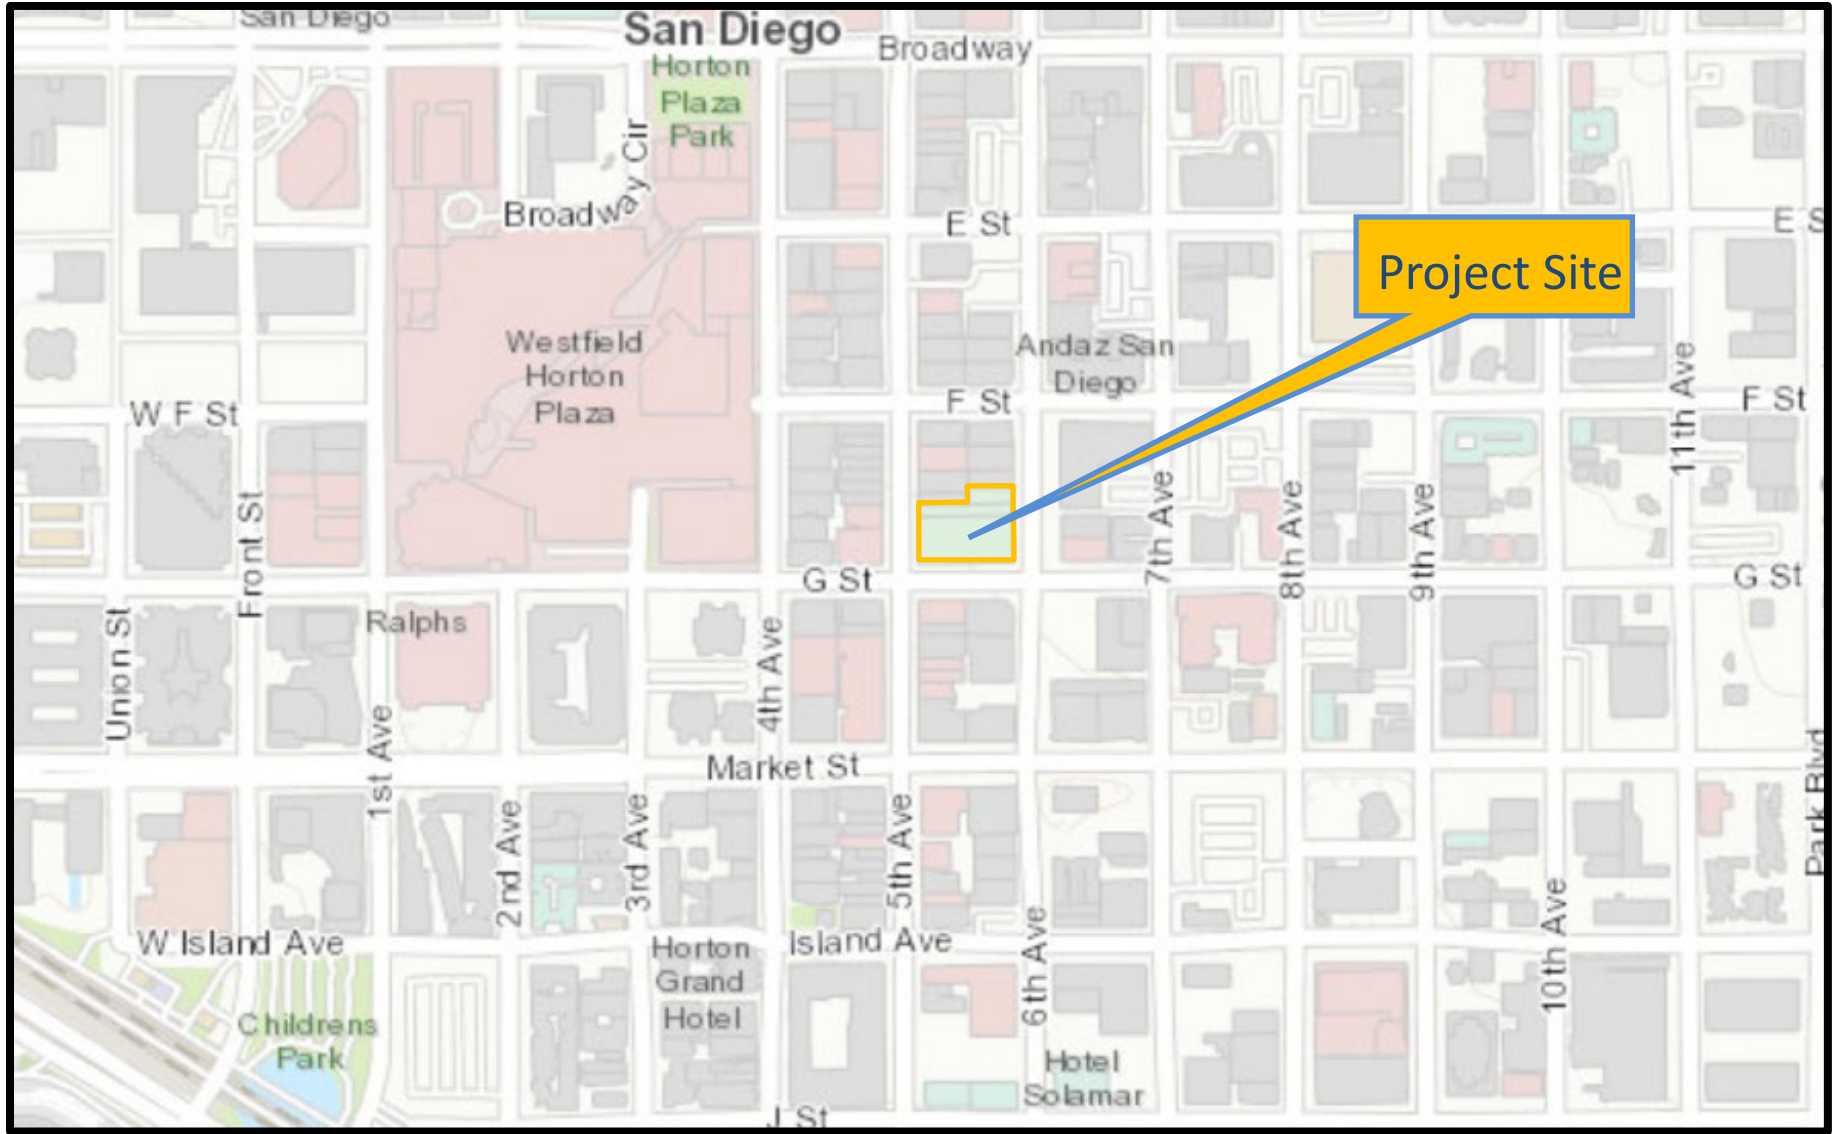 San Diego
San Diego
Broadway
Horton
Plaza
Park
Broadway Cir
E St
E S
Project Site
Westfield
Horton
Plaza
Andaz San
Diego
W F St
F St
F St
11th Ave
Front St
7th Ave
8th Ave
9th Ave
G St
G St
Union St
Ralphs
4th Ave
1st Ave
Market St
Park Blvd
2nd Ave
3rd Ave
5th Ave
10th Ave
6th Ave
W Island Ave
Island Ave
Horton
Grand
Hotel
Childrens
Park
Hotel
Solamar
J St